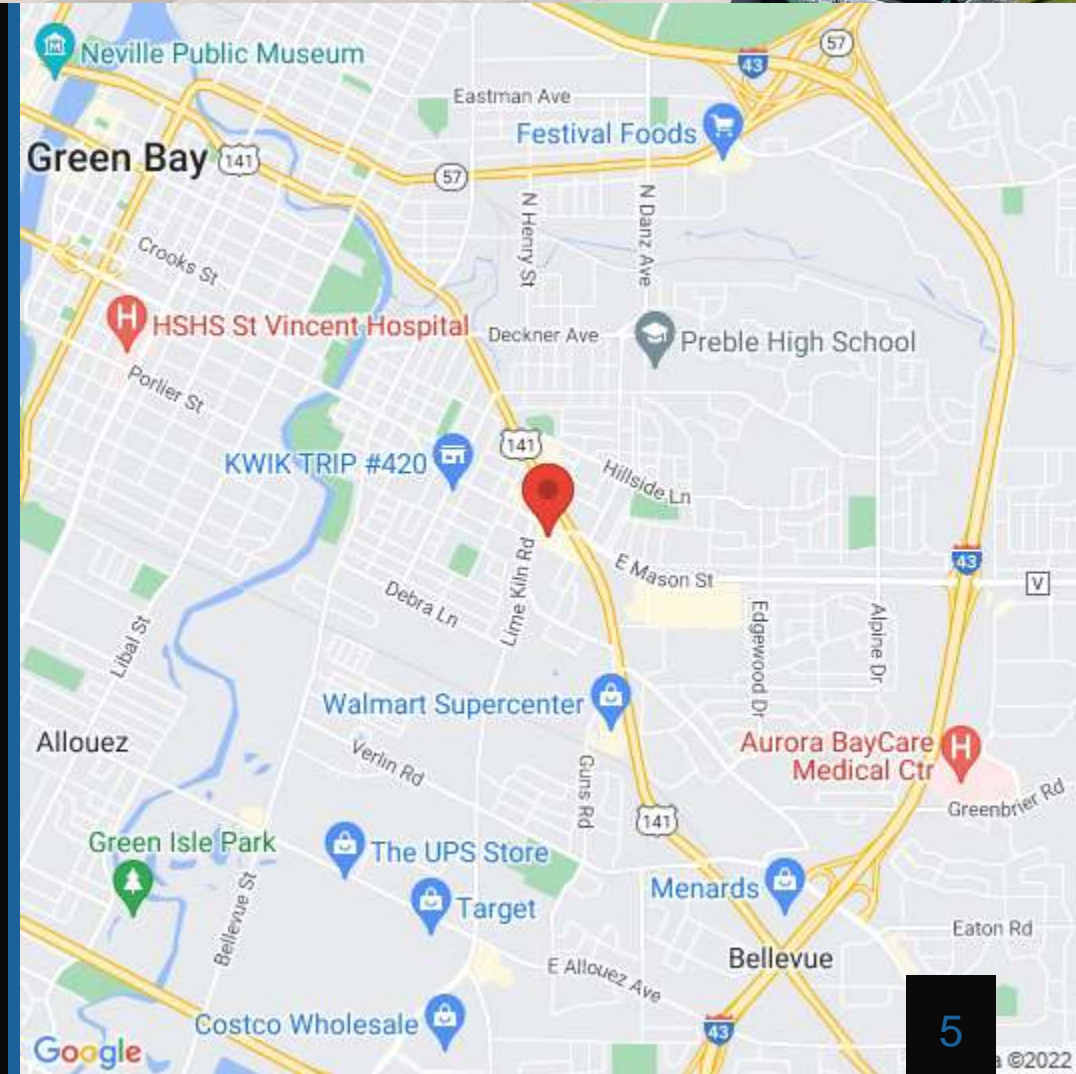 Neville Public Museum
57
43
Eastman Ave
Festival Foods
Green Bay
141
57
N Henry St
N Danz Ave
Crooks St
HSHS St Vincent Hospital
Deckner Ave
Preble High School
Porlier St
141
KWIK TRIP #420
Hillside Ln
E Mason St
43
V
Lime Kiln Rd
Debra Ln
Edgewood Dr
Alpine Dr
Libal St
Walmart Supercenter
Allouez
Verlin Rd
Aurora BayCare
Medical Ctr
Guns Rd
Greenbrier Rd
141
Green Isle Park
The UPS Store
Menards
Target
Bellevue St
Eaton Rd
Bellevue
E Allouez Ave
Costco Wholesale
43
5
Google
©2022